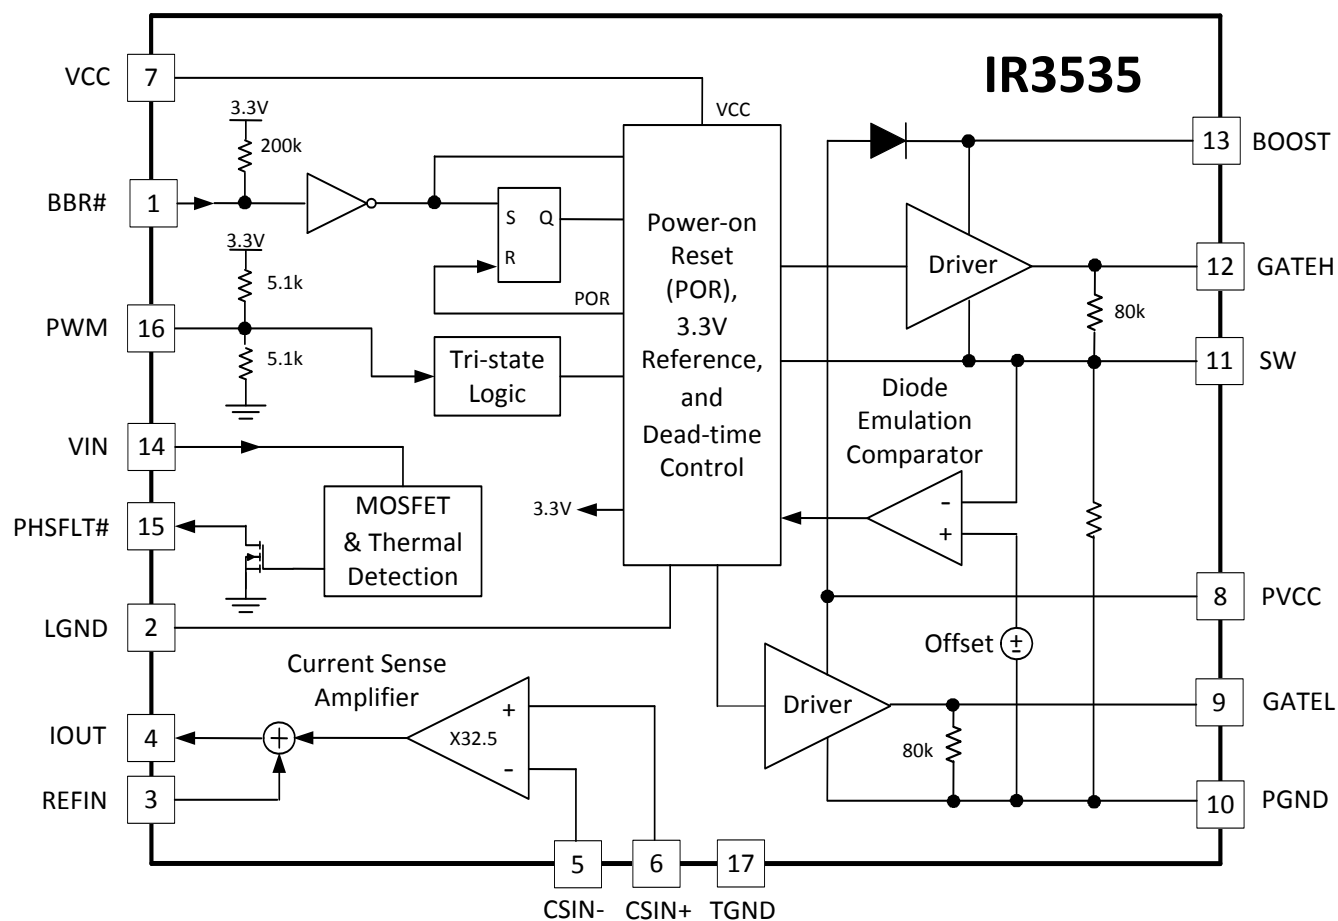 IR3535
VCC
7
VCC
3.3V
200k
BBR#
1
S
Q
R
POR
3.3V
5.1k
PWM
16
5.1k
Tri-state
Logic
VIN
14
PHSFLT#
15
MOSFET
& Thermal
Detection
LGND
2
Power-on
Reset
(POR),
3.3V
Reference,
and
Dead-time
Control
3.3V
13
BOOST
Driver
12
GATEH
80k
11
SW
Diode
Emulation
Comparator
-
+
8
PVCC
Offset
±
Driver
9
GATEL
80k
10
PGND
Current Sense
Amplifier
IOUT
4
+
X32.5
+
-
REFIN
3
5
6
17
CSIN-
CSIN+
TGND